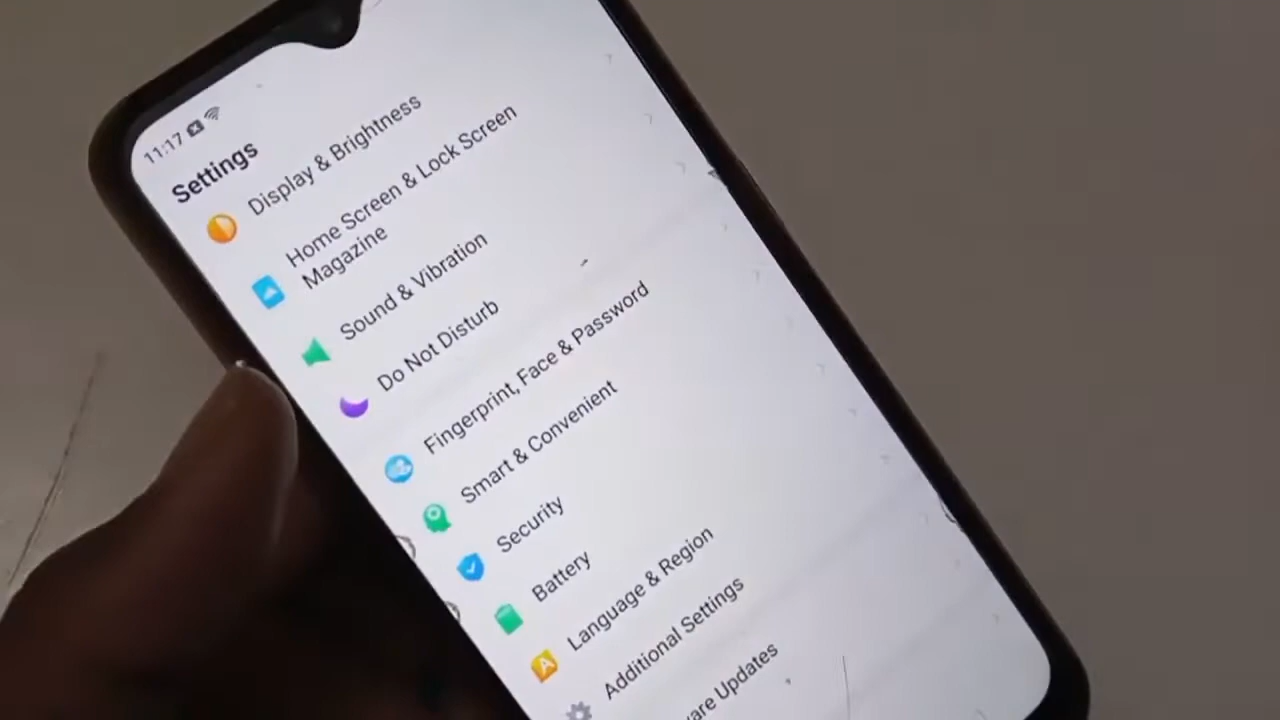 11:17
Settings
Display & Brightness
Home Screen & Lock Screen
Magazine
Sound & Vibration
Do Not Disturb
Fingerprint, Face & Password
Smart & Convenient
Security
Battery
Language & Region
Additional Settings
Updates